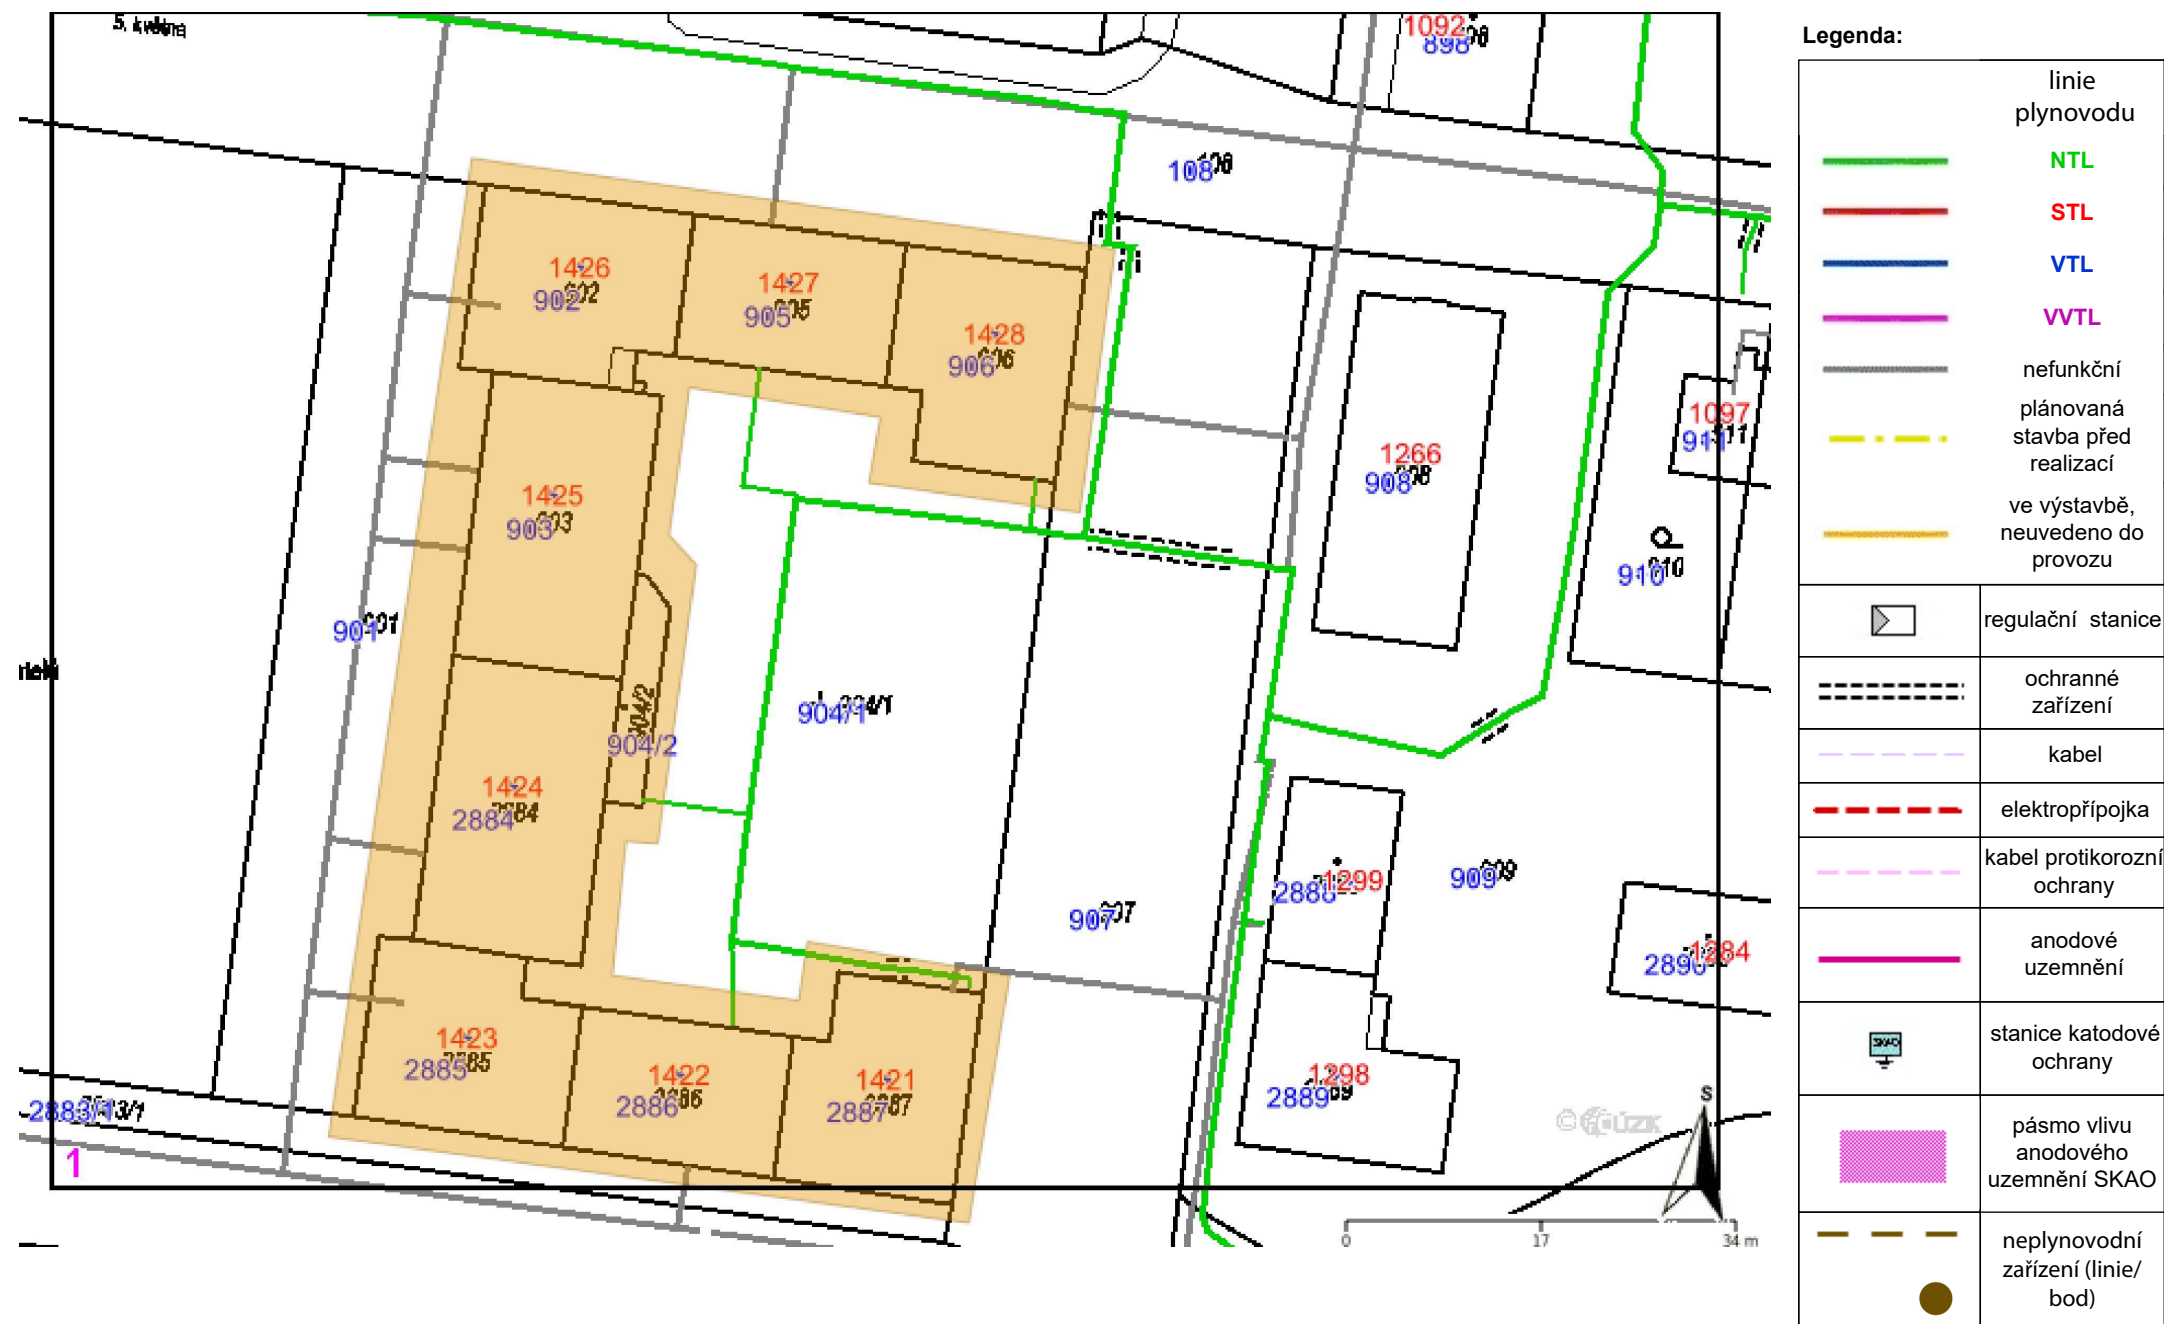 5. května
1092
898
108
1426
902
1427
905
1428
906
1425
903
901
904/1
904/2
1424
2884
1423
2885
1422
2886
1421
2887
2883/1
1
907
1266
908
1097
911
910
909
1299
2888
1284
2890
1298
2889
S
0 17 34 m
Legenda:
linie
plynovodu
NTL
STL
VTL
VVTL
nefunkční
plánovaná
stavba před
realizací
ve výstavbě,
neuvedeno do
provozu
regulační stanice
ochranné
zařízení
kabel
elektropřípojka
kabel protikorozní
ochrany
anodové
uzemnění
SKAO
stanice katodové
ochrany
pásmo vlivu
anodového
uzemnění SKAO
neplynovodní
zařízení (linie/
bod)